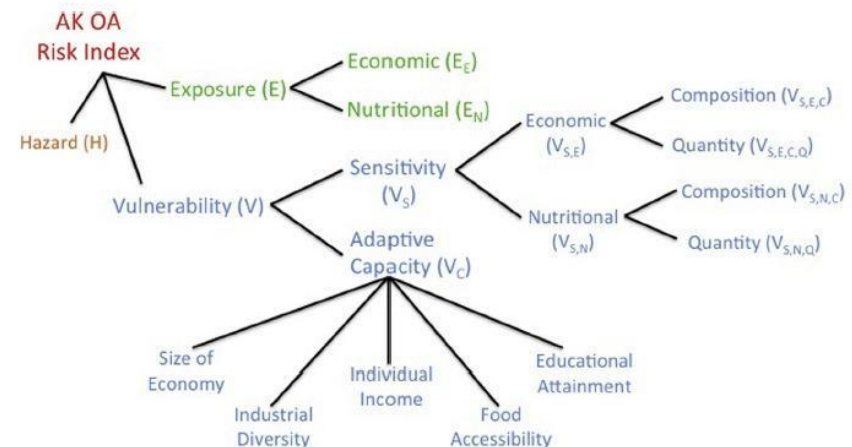 AK OA
Risk Index
Exposure (E)
Economic (E_E)
Nutritional (E_N)
Hazard (H)
Vulnerability (V)
Sensitivity
(V_S)
Adaptive
Capacity (V_C)
Economic
(V_S,E)
Nutritional
(V_S,N)
Composition (V_S,E,C)
Quantity (V_S,E,C,Q)
Composition (V_S,N,C)
Quantity (V_S,N,Q)
Size of
Economy
Industrial
Diversity
Individual
Income
Food
Accessibility
Educational
Attainment